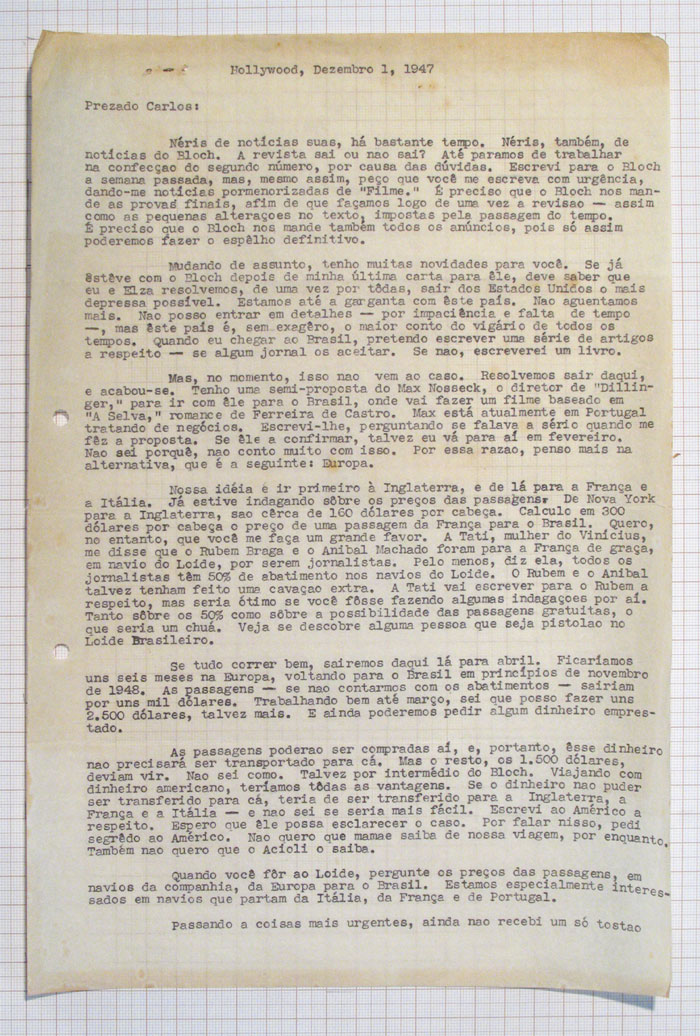 Hollywood, Dezembro 1, 1947
Prezado Carlos:
Néris de notícias suas, há bastante tempo. Néris, também, de
notícias do Bloch. A revista sai ou nao sai? Até paramos de trabalhar
na confecçao do segundo número, por causa das dúvidas. Escrevi para o Bloch
a semana passada, mas, mesmo assim, peço que você me escreva com urgência,
dando-me notícias pormenorizadas de "Filme." É preciso que o Bloch nos man-
de as provas finais, afim de que façamos logo de uma vez a revisao — assim
como as pequenas alteraçoes no texto, impostas pela passagem do tempo.
É preciso que o Bloch nos mande também todos os anúncios, pois só assim
poderemos fazer o espêlho definitivo.
Mudando de assunto, tenho muitas novidades para você. Se já
estêve com o Bloch depois de minha última carta para êle, deve saber que
eu e Elza resolvemos, de uma vez por tôdas, sair dos Estados Unidos o mais
depressa possível. Estamos até a garganta com êste país. Nao aguentamos
mais. Nao posso entrar em detalhes — por impaciência e falta de tempo
—, mas êste país é, sem exagêro, o maior conto do vigário de todos os
tempos. Quando eu chegar ao Brasil, pretendo escrever uma série de artigos
a respeito — se algum jornal os aceitar. Se nao, escreverei um livro.
Mas, no momento, isso nao vem ao caso. Resolvemos sair daqui,
e acabou-se. Tenho uma semi-proposta do Max Nosseck, o diretor de "Dillin-
ger," para ir com êle para o Brasil, onde vai fazer um filme baseado em
"A Selva," romance de Ferreira de Castro. Max está atualmente em Portugal
tratando de negócios. Escrevi-lhe, perguntando se falava a sério quando me
fêz a proposta. Se êle a confirmar, talvez eu vá para aí em fevereiro.
Nao sei porquê, nao conto muito com isso. Por essa razao, penso mais na
alternativa, que é a seguinte: Europa.
Nossa idéia e ir primeiro à Inglaterra, e de lá para a França e
a Itália. Já estive indagando sôbre os preços das passagens. De Nova York
para a Inglaterra, sao cêrca de 160 dólares por cabeça. Calculo em 300
dólares por cabeça o preço de uma passagem da França para o Brasil. Quero,
no entanto, que você me faça um grande favor. A Tati, mulher do Vinicius,
me disse que o Rubem Braga e o Anibal Machado foram para a França de graça,
em navio do Loide, por serem jornalistas. Pelo menos, diz ela, todos os
jornalistas têm 50% de abatimento nos navios do Loide. O Rubem e o Anibal
talvez tenham feito uma cavaçao extra. A Tati vai escrever para o Rubem a
respeito, mas seria ótimo se você fôsse fazendo algumas indagaçoes por aí.
Tanto sôbre os 50% como sôbre a possibilidade das passagens gratuitas, o
que seria um chuá. Veja se descobre alguma pessoa que seja pistolao no
Loide Brasileiro.
Se tudo correr bem, sairemos daqui lá para abril. Ficaríamos
uns seis meses na Europa, voltando para o Brasil em princípios de novembro
de 1948. As passagens — se nao contarmos com os abatimentos — sairiam
por uns mil dólares. Trabalhando bem até março, sei que posso fazer uns
2.500 dólares, talvez mais. E ainda poderemos pedir algum dinheiro empres-
tado.
As passagens poderao ser compradas aí, e, portanto, êsse dinheiro
nao precisará ser transportado para cá. Mas o resto, os 1.500 dólares,
deviam vir. Nao sei como. Talvez por intermédio do Bloch. Viajando com
dinheiro americano, teríamos tôdas as vantagens. Se o dinheiro nao puder
ser transferido para cá, teria de ser transferido para a Inglaterra, a
França e a Itália — e nao sei se seria mais fácil. Escrevi ao Américo a
respeito. Espero que êle possa esclarecer o caso. Por falar nisso, pedi
segrêdo ao Américo. Nao quero que mamae saiba de nossa viagem, por enquanto.
Também nao quero que o Acioli o saiba.
Quando você fôr ao Loide, pergunte os preços das passagens, em
navios da companhia, da Europa para o Brasil. Estamos especialmente interes-
sados em navios que partam da Itália, da França e de Portugal.
Passando a coisas mais urgentes, ainda nao recebi um só tostao